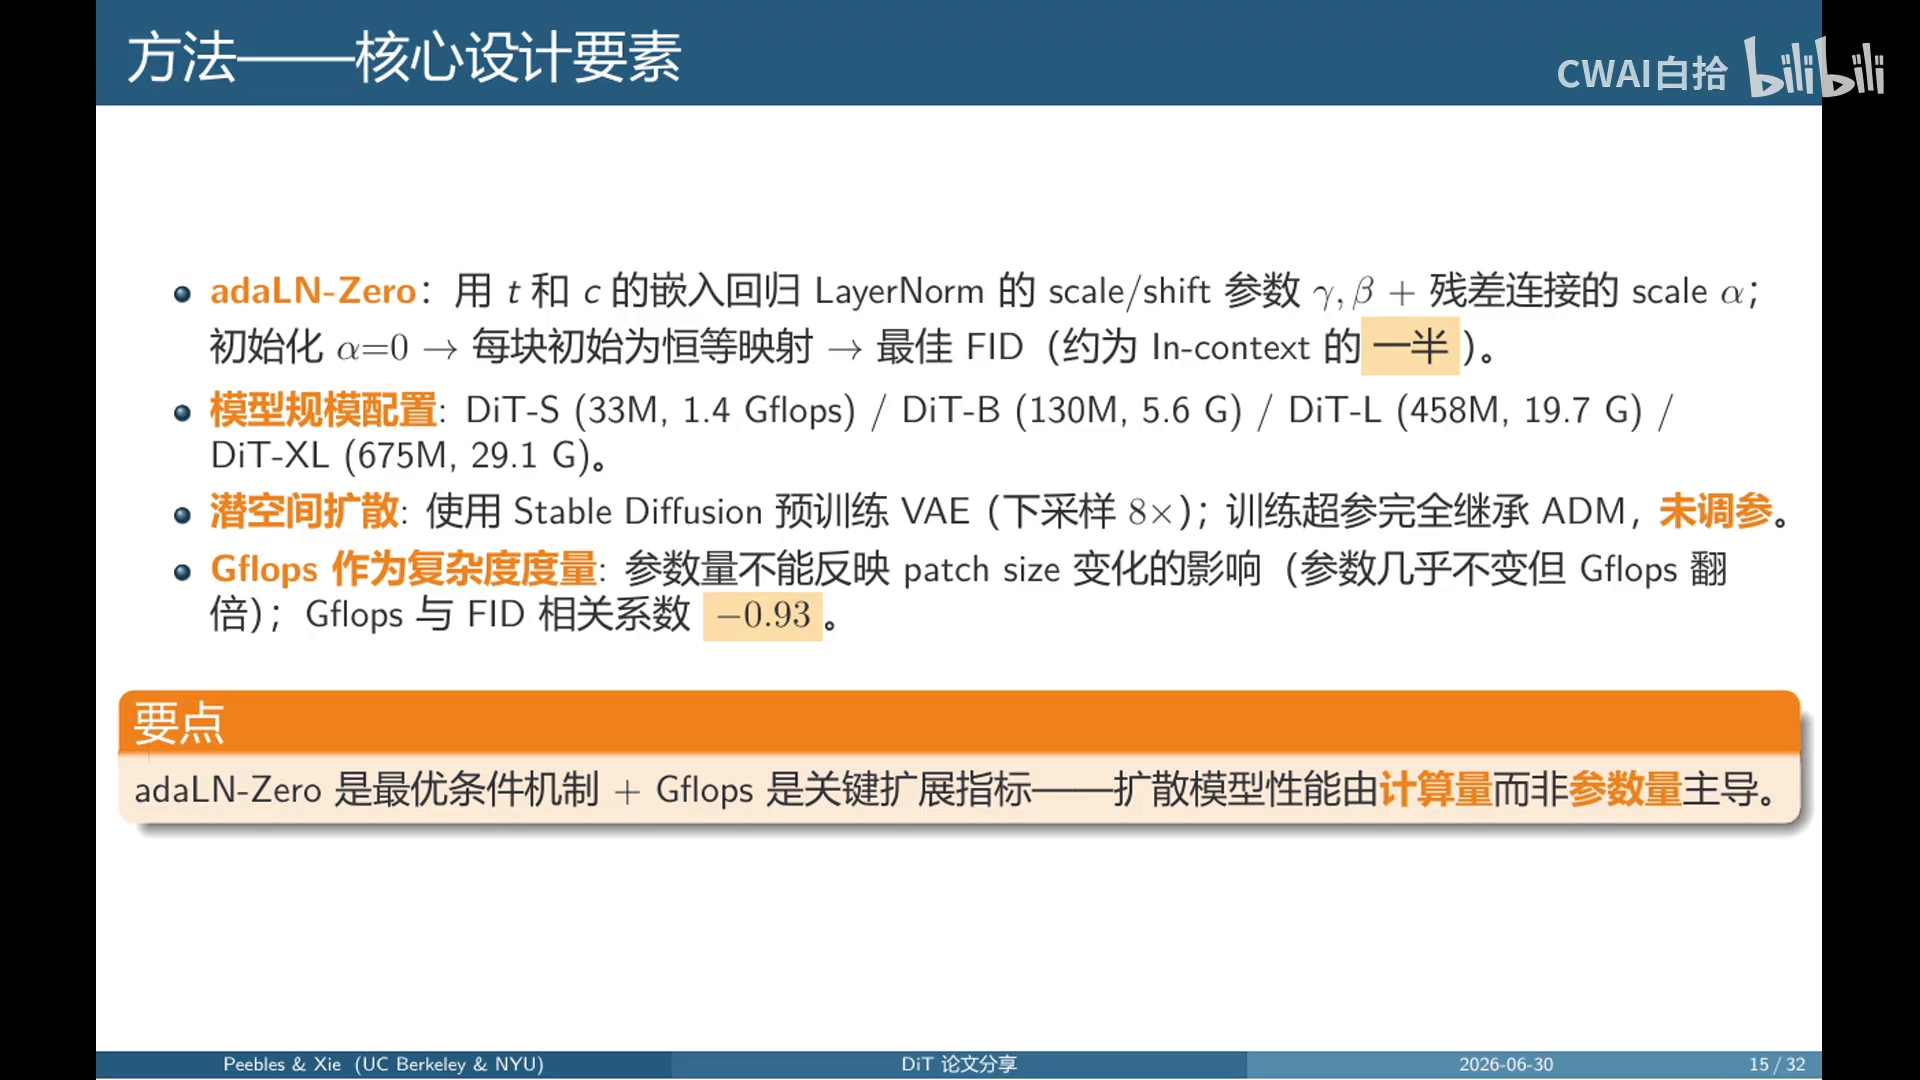 方法——核心设计要素
CWAI白拾 bilibili
adaLN-Zero：用 t 和 c 的嵌入回归 LayerNorm 的 scale/shift 参数 γ, β + 残差连接的 scale α；
初始化 α=0 → 每块初始为恒等映射 → 最佳 FID（约为 In-context 的 一半）。
模型规模配置: DiT-S (33M, 1.4 Gflops) / DiT-B (130M, 5.6 G) / DiT-L (458M, 19.7 G) /
DiT-XL (675M, 29.1 G)。
潜空间扩散: 使用 Stable Diffusion 预训练 VAE（下采样 8×）；训练超参完全继承 ADM，未调参。
Gflops 作为复杂度度量: 参数量不能反映 patch size 变化的影响（参数几乎不变但 Gflops 翻
倍）；Gflops 与 FID 相关系数 −0.93。
要点
adaLN-Zero 是最优条件机制 + Gflops 是关键扩展指标——扩散模型性能由计算量而非参数量主导。
Peebles & Xie (UC Berkeley & NYU)
DiT 论文分享
2026-06-30
15 / 32